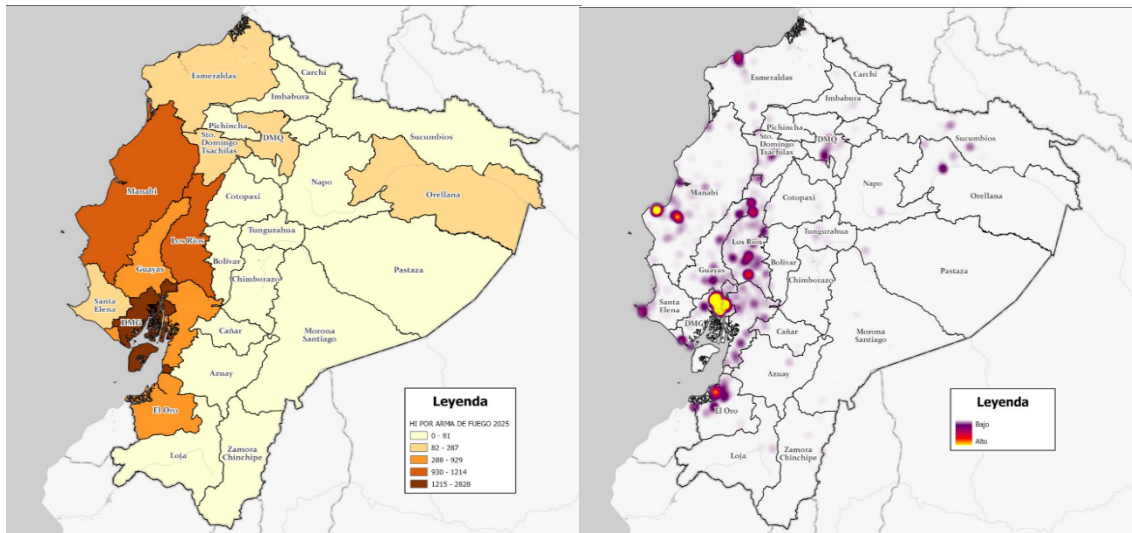 Esmeraldas
Carchi
Imbabura
Pichincha
Sto.
Domingo
Tsachilas
DMQ
Sucumbios
Manabí
Cotopaxi
Napo
Orellana
Los Rios
Tungurahua
Guayas
Bolívar
Pastaza
Chimborazo
Santa
Elena
DMG
Cañar
Morona
Santiago
Azuay
El Oro
Loja
Zamora
Chinchipe
Leyenda
HI POR ARMA DE FUEGO 2025
0 - 81
82 - 287
288 - 929
930 - 1214
1215 - 2828
Esmeraldas
Carchi
Imbabura
Pichincha
Sto.
Domingo
Tsachilas
DMQ
Sucumbios
Manabí
Cotopaxi
Napo
Orellana
Los Rios
Tungurahua
Guayas
Bolívar
Pastaza
Chimborazo
Santa
Elena
DMG
Cañar
Morona
Santiago
Azuay
El Oro
Loja
Zamora
Chinchipe
Leyenda
Bajo
Alto